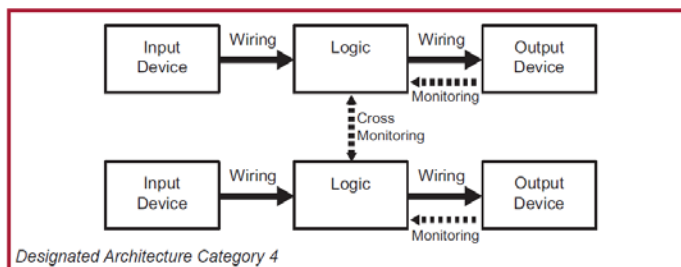 Input
Device
Wiring
Logic
Wiring
Output
Device
Monitoring
Cross
Monitoring
Input
Device
Wiring
Logic
Wiring
Output
Device
Monitoring
Designated Architecture Category 4